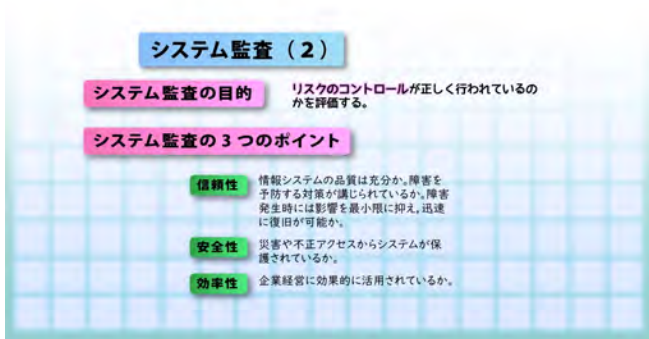 システム監査（2）
システム監査の目的
リスクのコントロールが正しく行われているの
かを評価する。
システム監査の3つのポイント
信頼性
情報システムの品質は充分か。障害を
予防する対策が講じられているか。障害
発生時には影響を最小限に抑え，迅速
に復旧が可能か。
安全性
災害や不正アクセスからシステムが保
護されているか。
効率性
企業経営に効果的に活用されているか。